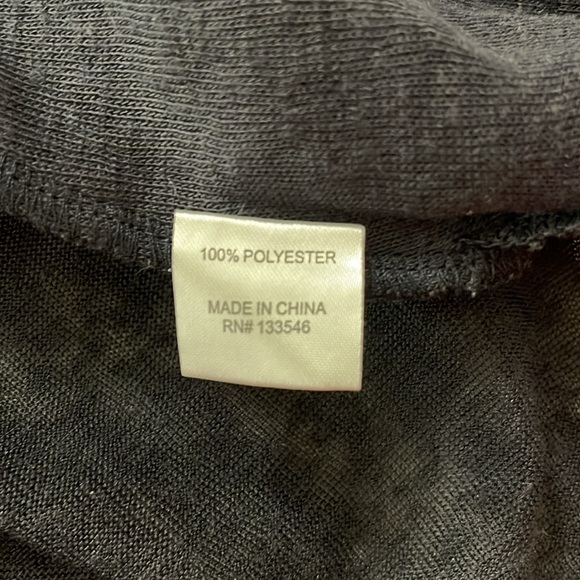 100% POLYESTER
MADE IN CHINA
RN# 133546